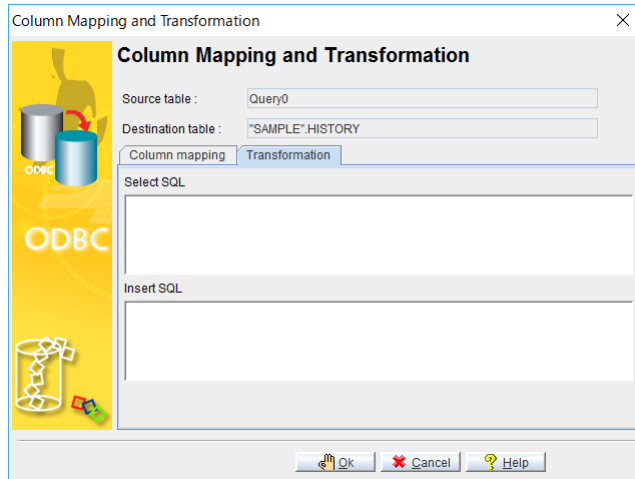 Column Mapping and Transformation
Column Mapping and Transformation
Source table : Query0
Destination table : "SAMPLE".HISTORY
Column mapping Transformation
ODBC
Select SQL
ODBC
Insert SQL
Ok Cancel Help